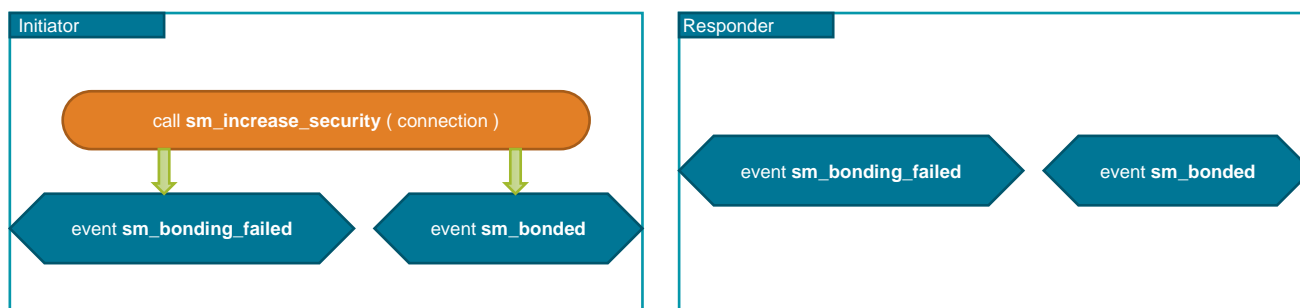 Initiator
call sm_increase_security ( connection )
event sm_bonding_failed
event sm_bonded
Responder
event sm_bonding_failed
event sm_bonded